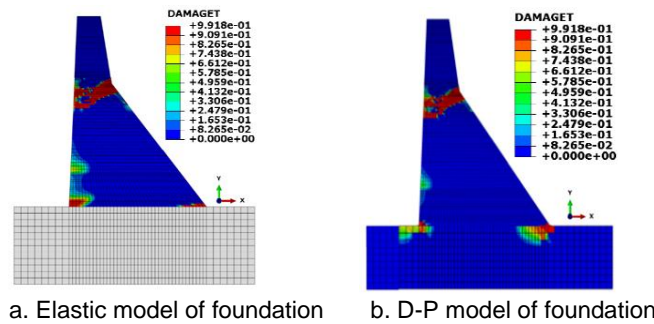 DAMAGET
+9.918e-01
+9.091e-01
+8.265e-01
+7.438e-01
+6.612e-01
+5.785e-01
+4.959e-01
+4.132e-01
+3.306e-01
+2.479e-01
+1.653e-01
+8.265e-02
+0.000e+00
Y
X
DAMAGET
+9.918e-01
+9.091e-01
+8.265e-01
+7.438e-01
+6.612e-01
+5.785e-01
+4.959e-01
+4.132e-01
+3.306e-01
+2.479e-01
+1.653e-01
+8.265e-02
+0.000e+00
Y
X
a. Elastic model of foundation
b. D-P model of foundation